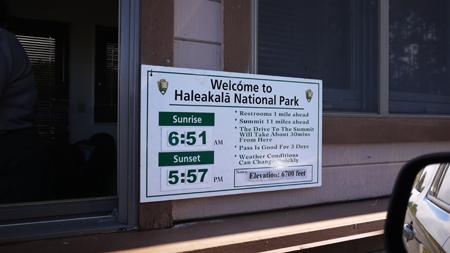 Welcome to
Haleakalā National Park
Sunrise
6:51 AM
Sunset
5:57 PM
* Restrooms 1 mile ahead
* Summit 11 miles ahead
* The Drive To The Summit
Will Take About 30mins
From Here
* Pass Is Good For 3 Days
* Weather Conditions
Can Change Quickly
Notes:
Elevation: 6700 feet